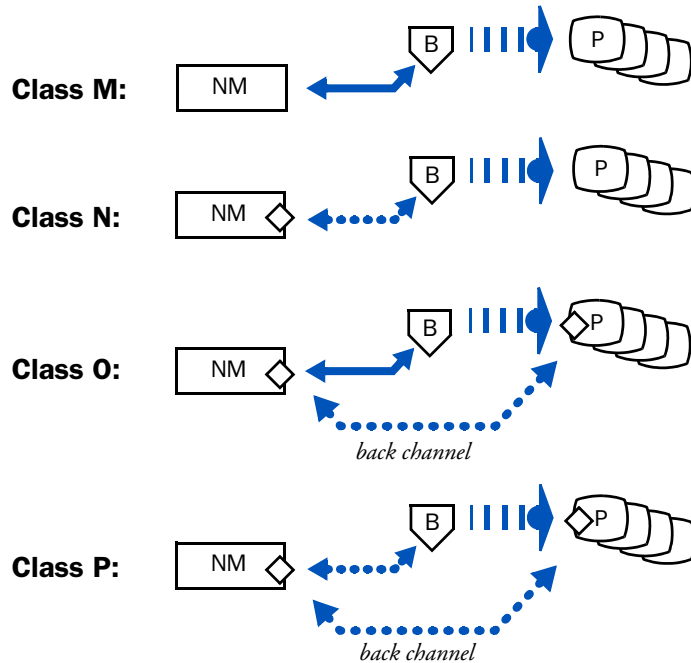 B
P
Class M:
NM
B
P
Class N:
NM
B
P
Class O:
NM
back channel
B
P
Class P:
NM
back channel